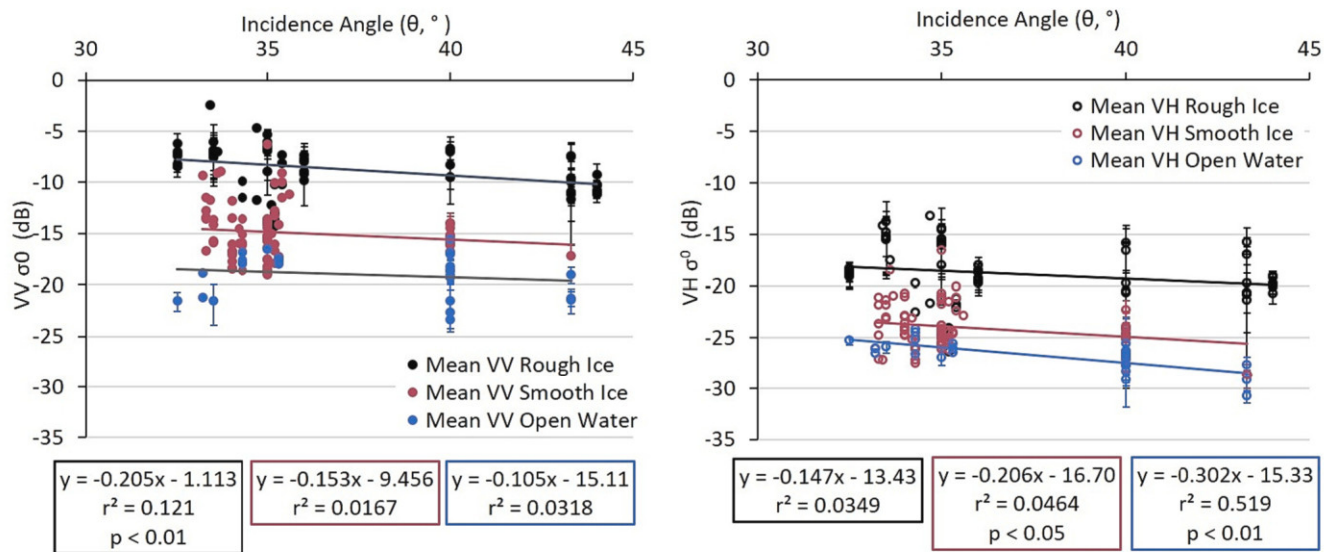 Incidence Angle (θ, °)
30 35 40 45
0
-5
-10
-15
-20
-25
-30
-35
VV σ0 (dB)
Mean VV Rough Ice
Mean VV Smooth Ice
Mean VV Open Water
y = -0.205x - 1.113
r² = 0.121
p < 0.01
y = -0.153x - 9.456
r² = 0.0167
y = -0.105x - 15.11
r² = 0.0318
Incidence Angle (θ, °)
30 35 40 45
0
-5
-10
-15
-20
-25
-30
-35
VH σ⁰ (dB)
Mean VH Rough Ice
Mean VH Smooth Ice
Mean VH Open Water
y = -0.147x - 13.43
r² = 0.0349
y = -0.206x - 16.70
r² = 0.0464
p < 0.05
y = -0.302x - 15.33
r² = 0.519
p < 0.01